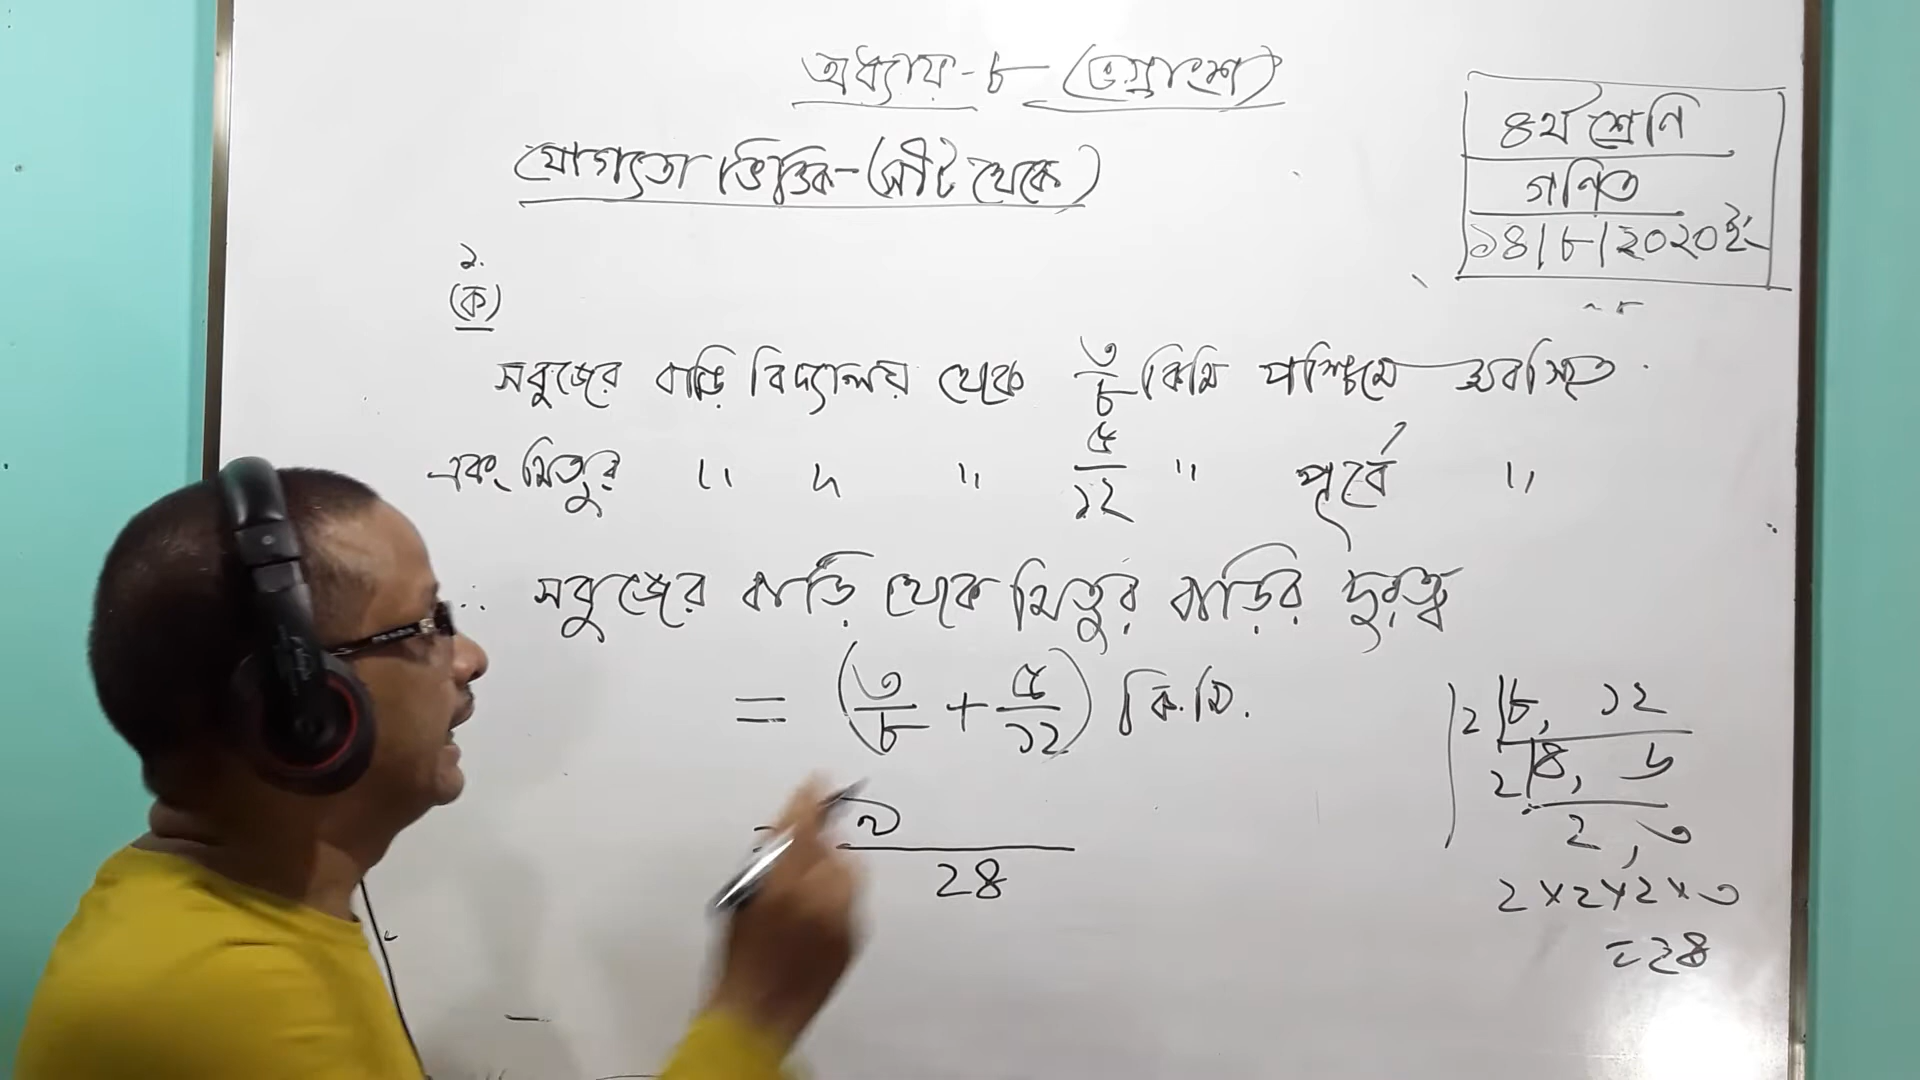 অধ্যায়-৮ (ভগ্নাংশ)
যোগ্যতা ভিত্তিক-(সীট থেকে)
৪র্থ শ্রেণি
গণিত
১৪/৮/২০২০ইং
১.
(ক)
সবুজের বাড়ি বিদ্যালয় থেকে ৩/৮ কিমি পশ্চিমে অবস্থিত
এবং মিতুর " " " ৫/১২ " পূর্বে "
∴ সবুজের বাড়ি থেকে মিতুর বাড়ির দূরত্ব
= (৩/৮ + ৫/১২) কি.মি.
= ৯/২৪
২ | ৮, ১২
২ | ৪, ৬
২, ৩
২×২×২×৩
=২৪